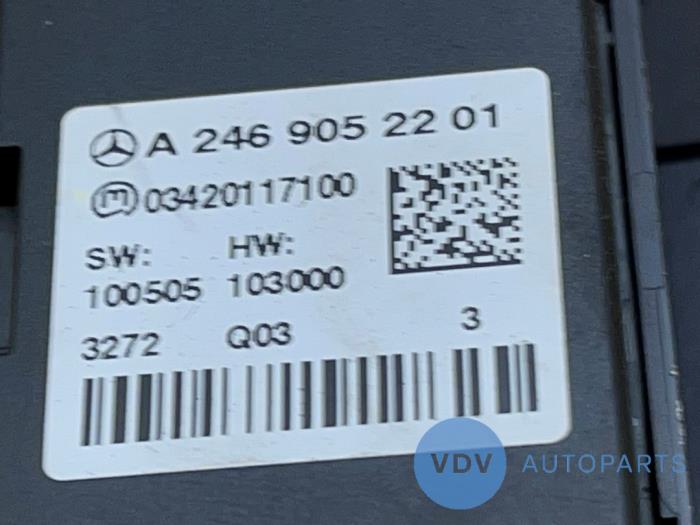 A 246 905 22 01
03420117100
SW: HW:
100505 103000
3272 Q03 3
VDV AUTOPARTS